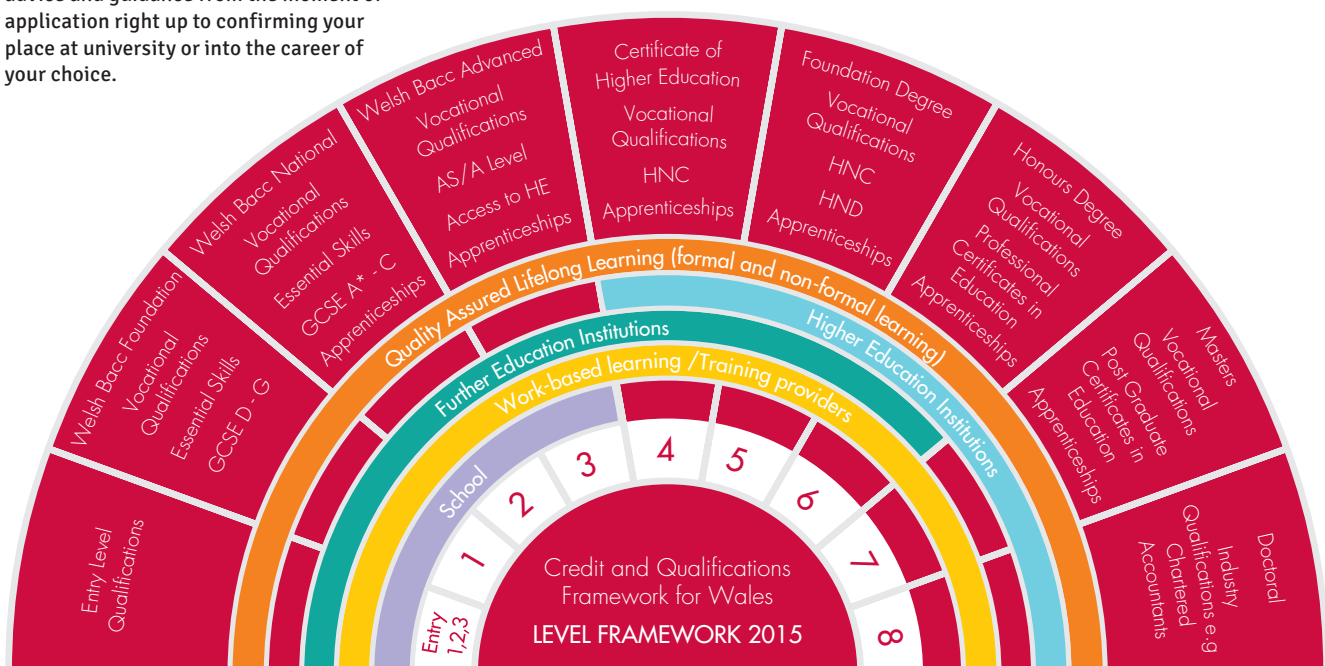 application right up to confirming your
place at university or into the career of
your choice.
Entry Level
Qualifications
Welsh Bacc Foundation
Vocational
Qualifications
Essential Skills
GCSE D - G
Welsh Bacc National
Vocational
Qualifications
Essential Skills
GCSE A* - C
Apprenticeships
Welsh Bacc Advanced
Vocational
Qualifications
AS/A Level
Access to HE
Apprenticeships
Certificate of
Higher Education
Vocational
Qualifications
HNC
Apprenticeships
Foundation Degree
Vocational
Qualifications
HNC
HND
Apprenticeships
Honours Degree
Vocational
Qualifications
Professional
Certificates in
Education
Apprenticeships
Masters
Vocational
Qualifications
Post Graduate
Certificates in
Education
Apprenticeships
Doctoral
Industry
Qualifications e.g
Chartered
Accountants
Quality Assured Lifelong Learning (formal and non-formal learning)
Higher Education Institutions
Further Education Institutions
Work-based learning /Training providers
School
Entry
1,2,3
1
2
3
4
5
6
7
8
Credit and Qualifications
Framework for Wales
LEVEL FRAMEWORK 2015